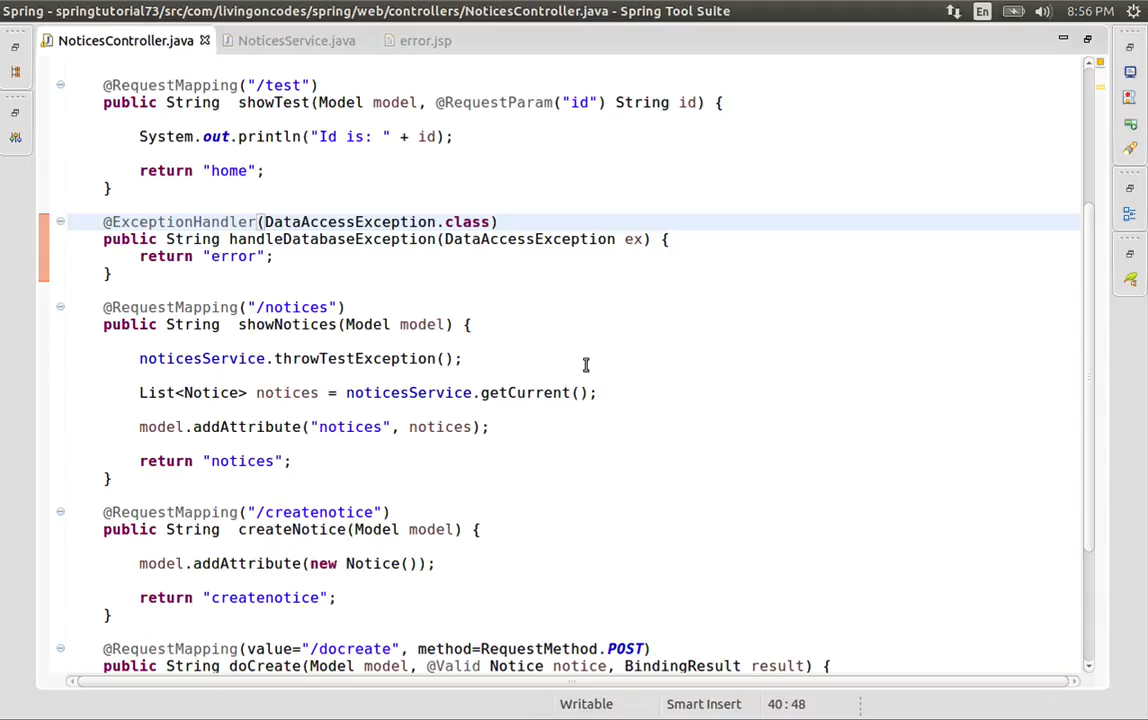 Spring - springtutorial73/src/com/livingoncodes/spring/web/controllers/NoticesController.java - Spring Tool Suite
En
8:56 PM
NoticesController.java
NoticesService.java
error.jsp
@RequestMapping("/test")
public String  showTest(Model model, @RequestParam("id") String id) {
System.out.println("Id is: " + id);
return "home";
}
@ExceptionHandler(DataAccessException.class)
public String handleDatabaseException(DataAccessException ex) {
return "error";
}
@RequestMapping("/notices")
public String  showNotices(Model model) {
noticesService.throwTestException();
List<Notice> notices = noticesService.getCurrent();
model.addAttribute("notices", notices);
return "notices";
}
@RequestMapping("/createnotice")
public String  createNotice(Model model) {
model.addAttribute(new Notice());
return "createnotice";
}
@RequestMapping(value="/docreate", method=RequestMethod.POST)
public String doCreate(Model model, @Valid Notice notice, BindingResult result) {
Writable
Smart Insert
40 : 48